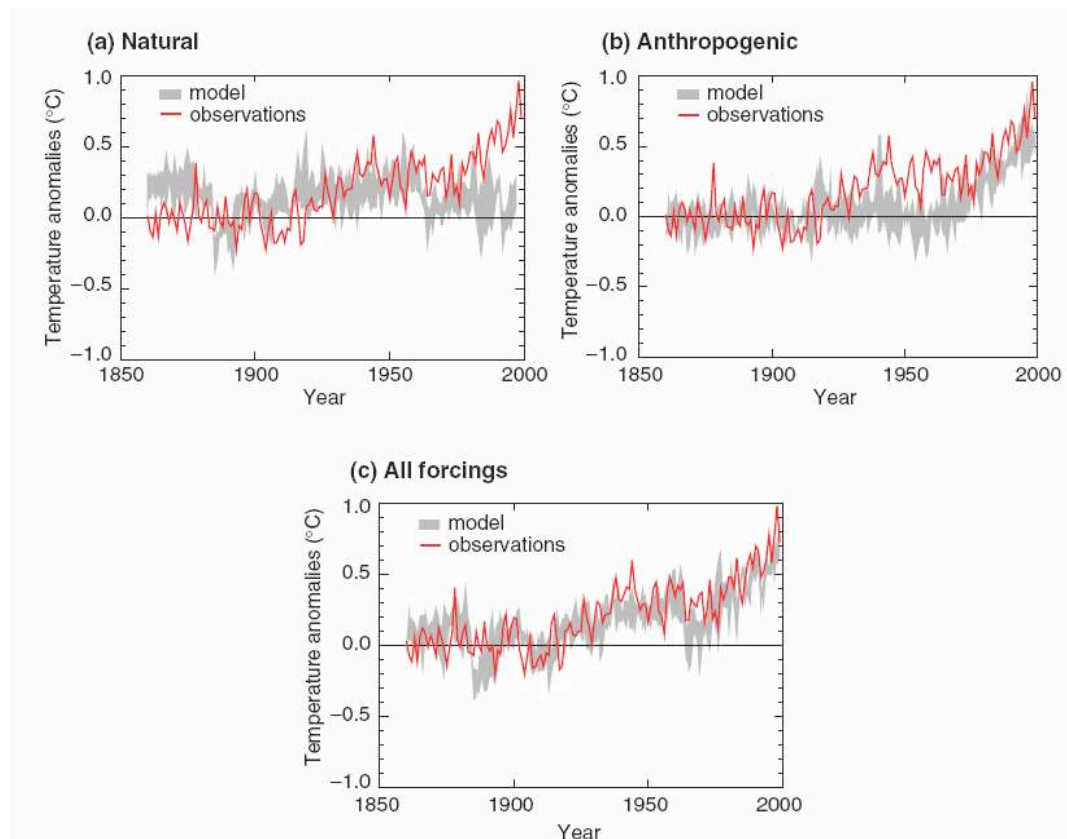 (a) Natural
Temperature anomalies (°C)
1.0
0.5
0.0
−0.5
−1.0
model
observations
1850
1900
1950
2000
Year
(b) Anthropogenic
Temperature anomalies (°C)
1.0
0.5
0.0
−0.5
−1.0
model
observations
1850
1900
1950
2000
Year
(c) All forcings
Temperature anomalies (°C)
1.0
0.5
0.0
−0.5
−1.0
model
observations
1850
1900
1950
2000
Year